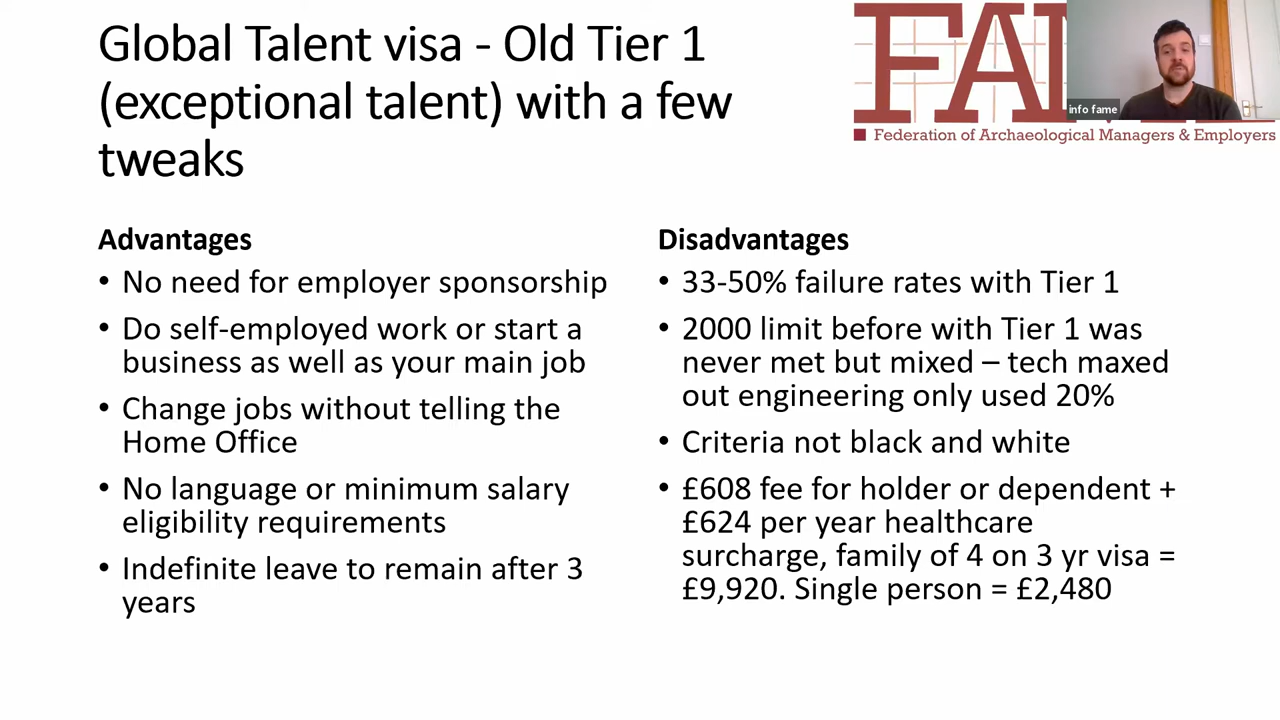 Global Talent visa - Old Tier 1
(exceptional talent) with a few
tweaks
FA
info fame
Federation of Archaeological Managers & Employers
Advantages
• No need for employer sponsorship
• Do self-employed work or start a
business as well as your main job
• Change jobs without telling the
Home Office
• No language or minimum salary
eligibility requirements
• Indefinite leave to remain after 3
years
Disadvantages
• 33-50% failure rates with Tier 1
• 2000 limit before with Tier 1 was
never met but mixed – tech maxed
out engineering only used 20%
• Criteria not black and white
• £608 fee for holder or dependent +
£624 per year healthcare
surcharge, family of 4 on 3 yr visa =
£9,920. Single person = £2,480